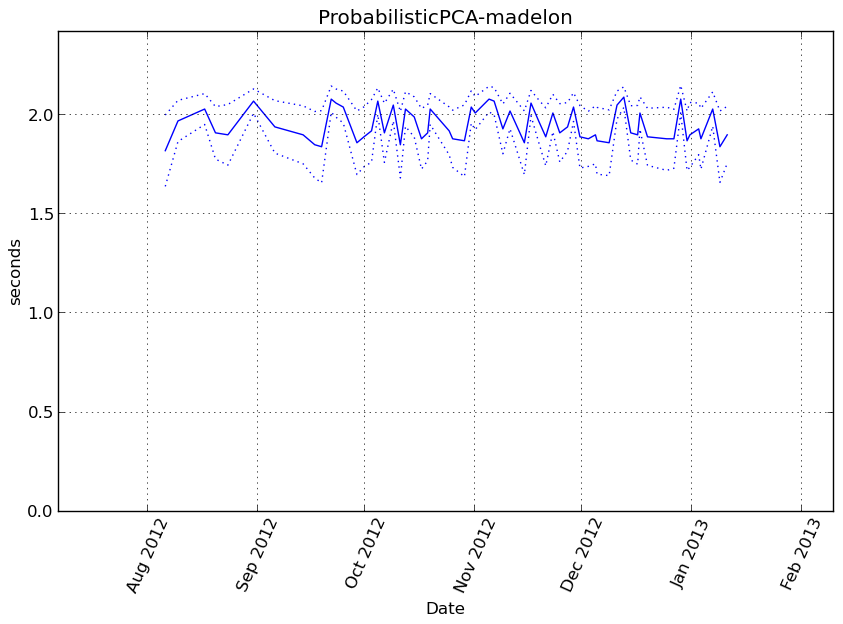 ProbabilisticPCA-madelon
2.0
1.5
1.0
0.5
0.0
seconds
Aug 2012
Sep 2012
Oct 2012
Nov 2012
Dec 2012
Jan 2013
Feb 2013
Date